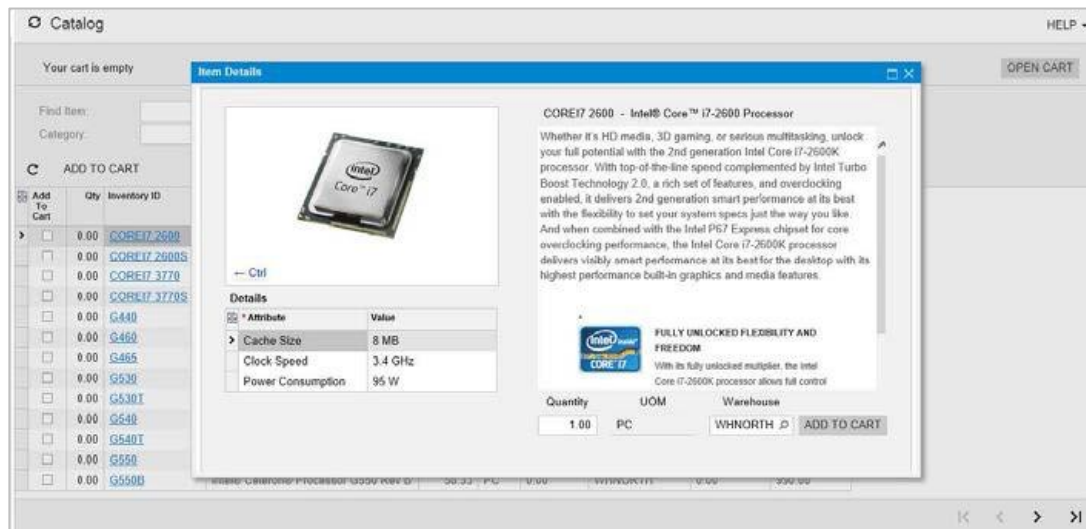 Catalog
HELP
Your cart is empty
OPEN CART
Item Details
Find Item:
Category:
ADD TO CART
Add To Cart
Qty
Inventory ID
0.00 COREI7 2600
0.00 COREI7 2600S
0.00 COREI7 3770
0.00 COREI7 3770S
0.00 G440
0.00 G460
0.00 G465
0.00 G530
0.00 G530T
0.00 G540
0.00 G540T
0.00 G550
0.00 G550B
intel
Core™ i7
← Ctrl
Details
* Attribute Value
Cache Size 8 MB
Clock Speed 3.4 GHz
Power Consumption 95 W
COREI7 2600 - Intel® Core™ i7-2600 Processor
Whether it's HD media, 3D gaming, or serious multitasking, unlock
your full potential with the 2nd generation Intel Core i7-2600K
processor. With top-of-the-line speed complemented by Intel Turbo
Boost Technology 2.0, a rich set of features, and overclocking
enabled, it delivers 2nd generation smart performance at its best
with the flexibility to set your system specs just the way you like.
And when combined with the Intel P67 Express chipset for core
overclocking performance, the Intel Core i7-2600K processor
delivers visibly smart performance at its best for the desktop with its
highest performance built-in graphics and media features.
intel inside
CORE i7
FULLY UNLOCKED FLEXIBILITY AND
FREEDOM
With its fully unlocked multiplier, the Intel
Core i7-2600K processor allows full control
Quantity UOM Warehouse
1.00 PC WHNORTH ADD TO CART